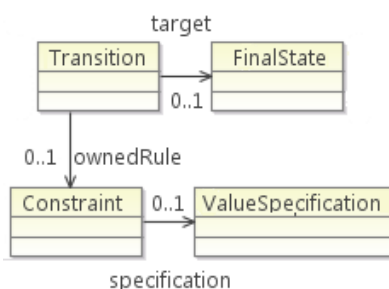 target
Transition
FinalState
0..1
0..1
ownedRule
Constraint
0..1
ValueSpecification
specification